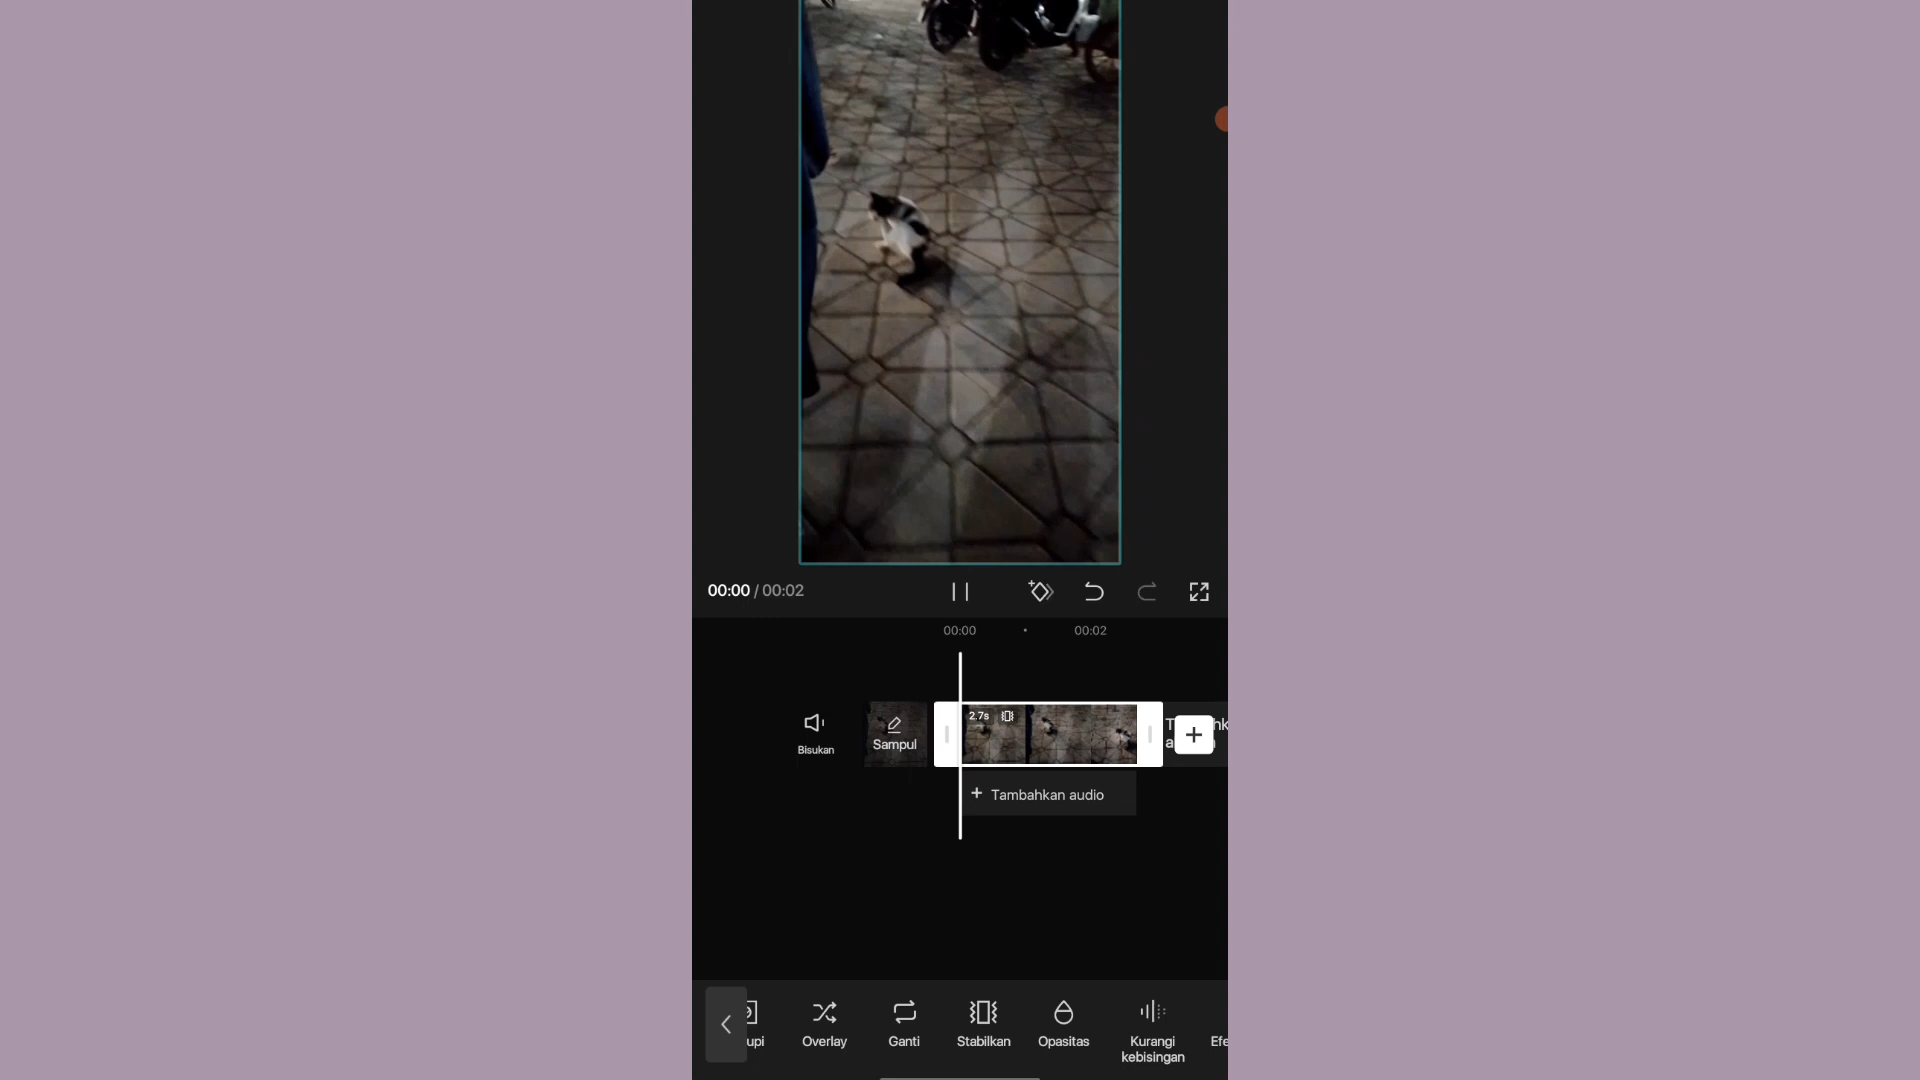 00:00 / 00:02
00:00
00:02
Bisukan
Sampul
2.7s
Tambahkan audio
Overlay
Ganti
Stabilkan
Opasitas
Kurangi
kebisingan